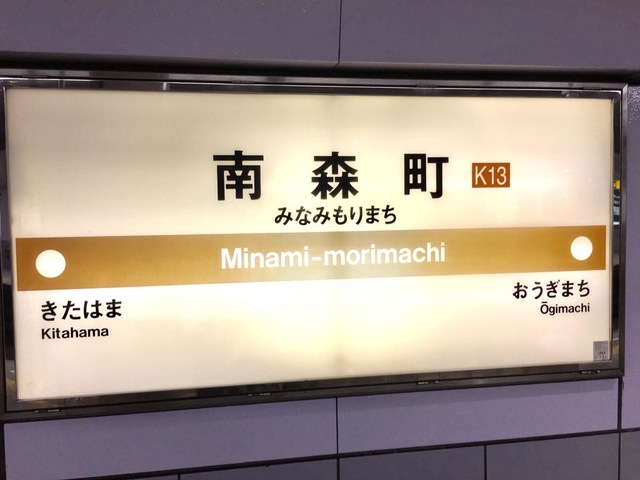 南森町 K13
みなみもりまち
Minami-morimachi
きたはま
Kitahama
おうぎまち
Ōgimachi